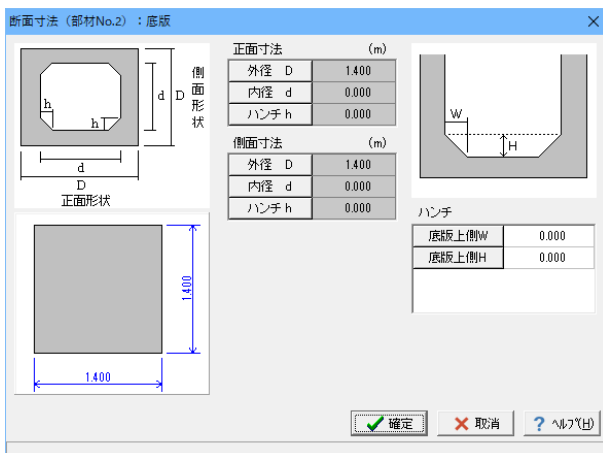 断面寸法（部材No.2）：底版
側面形状
h
h
d
D
d
D
正面形状
1.400
1.400
正面寸法 (m)
外径 D 1.400
内径 d 0.000
ハンチ h 0.000
側面寸法 (m)
外径 D 1.400
内径 d 0.000
ハンチ h 0.000
W
H
ハンチ
底版上側W 0.000
底版上側H 0.000
確定
取消
? ﾍﾙﾌﾟ(H)